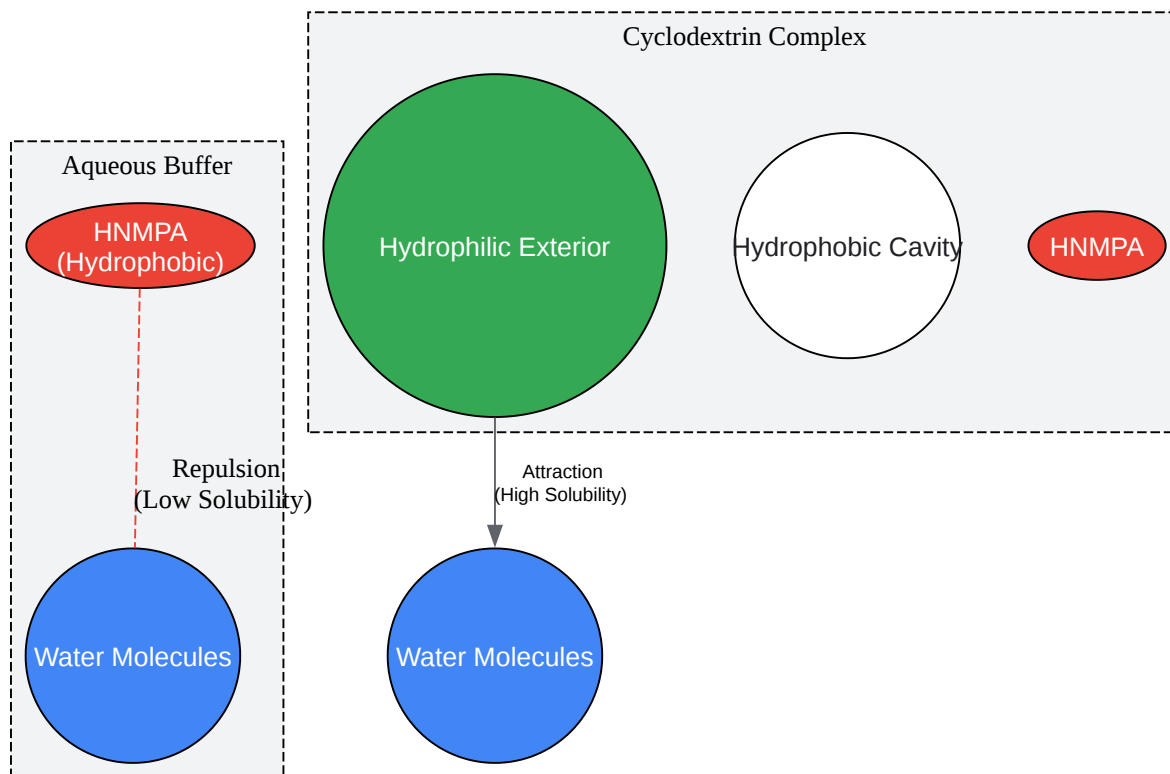 Cyclodextrin Complex
Aqueous Buffer
HNMPA
(Hydrophobic)
Hydrophilic Exterior
Hydrophobic Cavity
HNMPA
Repulsion
(Low Solubility)
Attraction
(High Solubility)
Water Molecules
Water Molecules